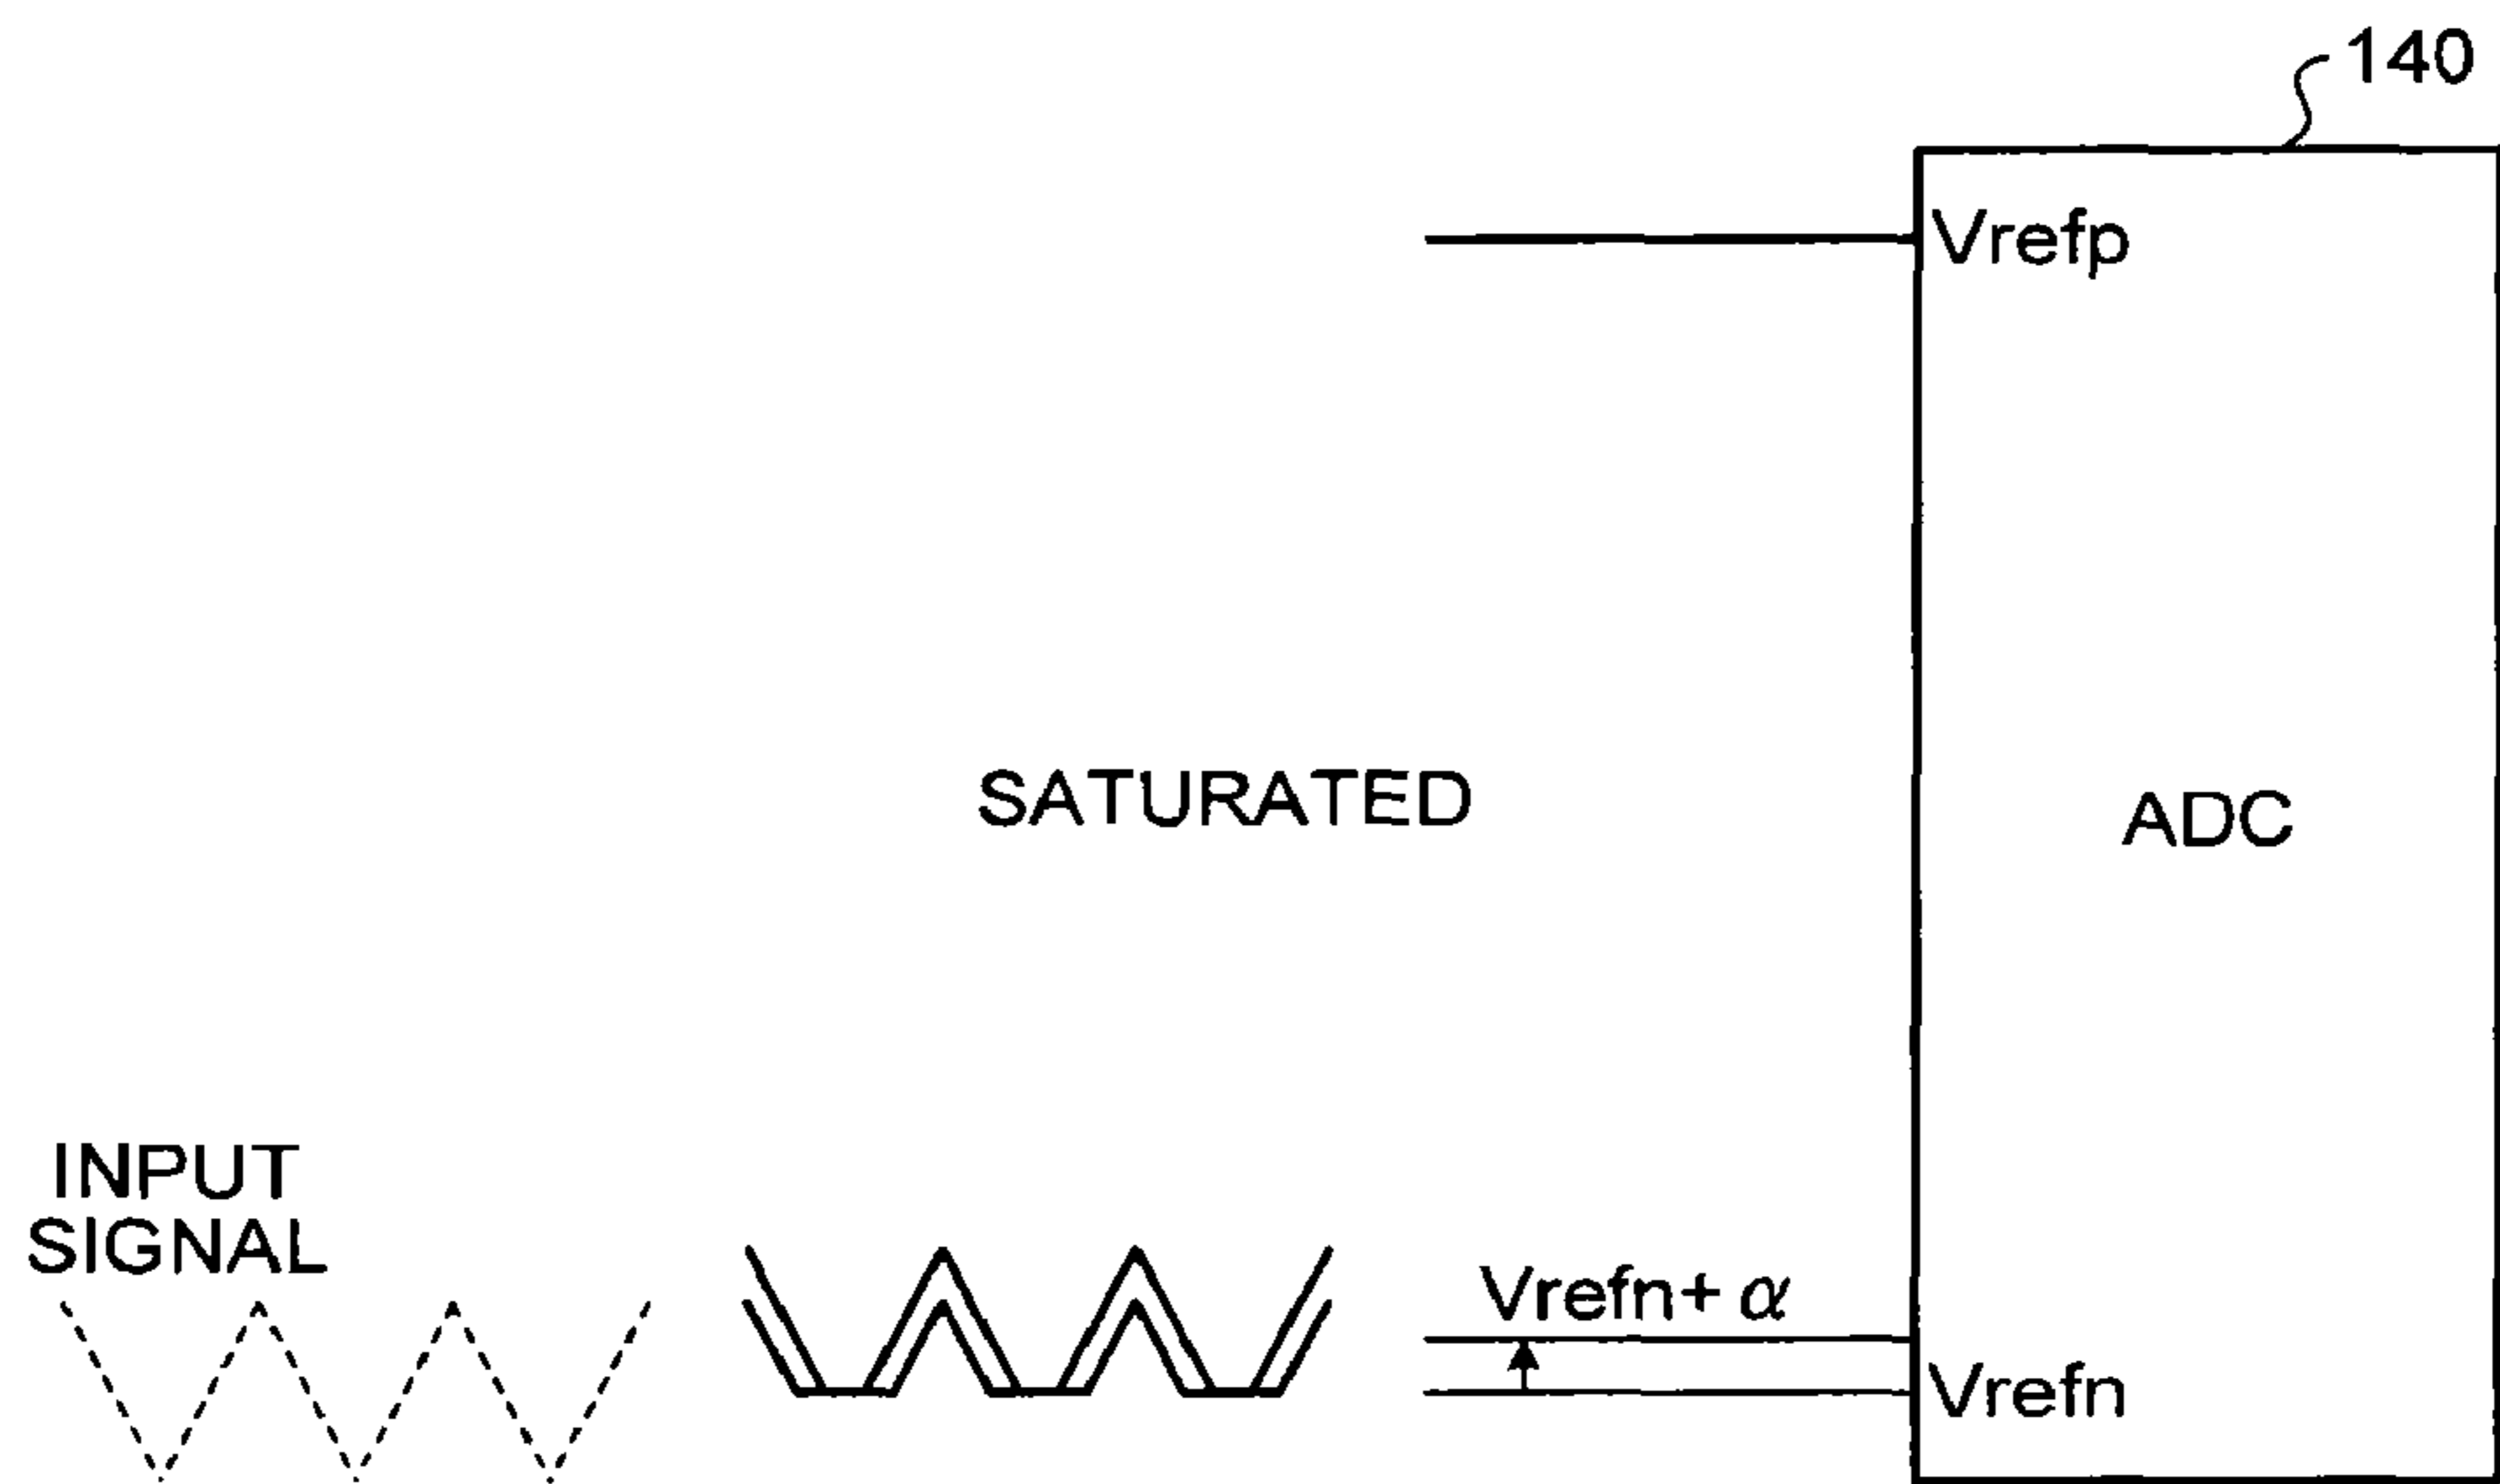 140
Vrefp
SATURATED
ADC
INPUT
SIGNAL
Vrefn+ α
Vrefn